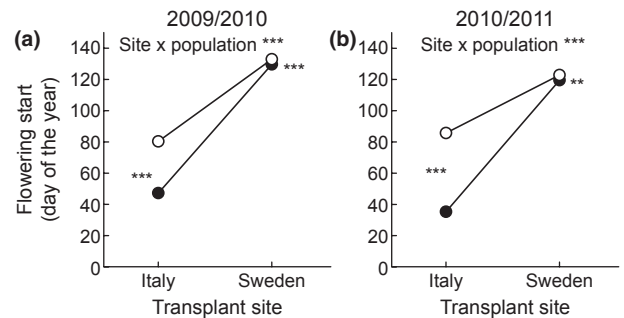 2009/2010
(a)
Site x population ***
***
***
Flowering start
(day of the year)
140
120
100
80
60
40
20
0
Italy
Sweden
Transplant site
2010/2011
(b)
Site x population ***
**
***
140
120
100
80
60
40
20
0
Italy
Sweden
Transplant site